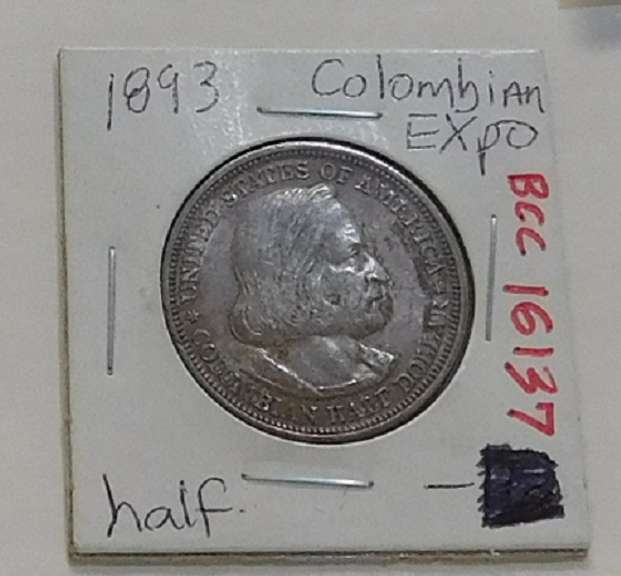 1893 Colombian
Expo
BCC 16137
UNITED STATES OF AMERICA
COLUMBIAN HALF DOLLAR
half.